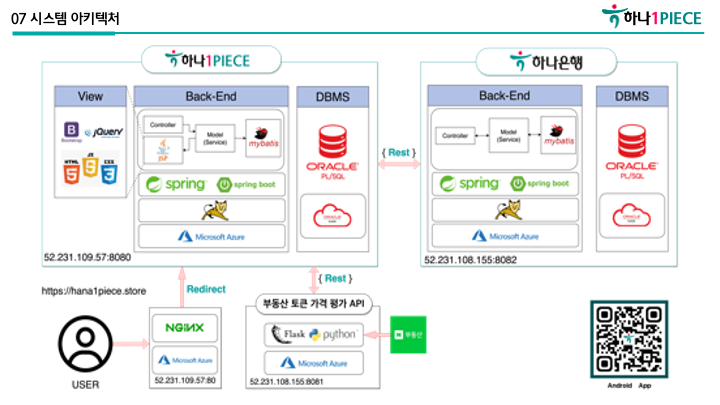 07 시스템 아키텍처
하나1PIECE
하나1PIECE
View
Back-End
DBMS
Bootstrap
jQuery
HTML
JS
CSS
5
5
3
Controller
JSP
Model
(Service)
mybatis
spring
spring boot
Microsoft Azure
ORACLE
PL/SQL
ORACLE
52.231.109.57:8080
{ Rest }
하나은행
Back-End
DBMS
Controller
Model
(Service)
mybatis
spring
spring boot
Microsoft Azure
ORACLE
PL/SQL
ORACLE
52.231.108.155:8082
https://hana1piece.store
Redirect
{ Rest }
USER
NGINX
Microsoft Azure
52.231.109.57:80
부동산 토큰 가격 평가 API
Flask
python
Microsoft Azure
52.231.108.155:8081
부동산
Android App